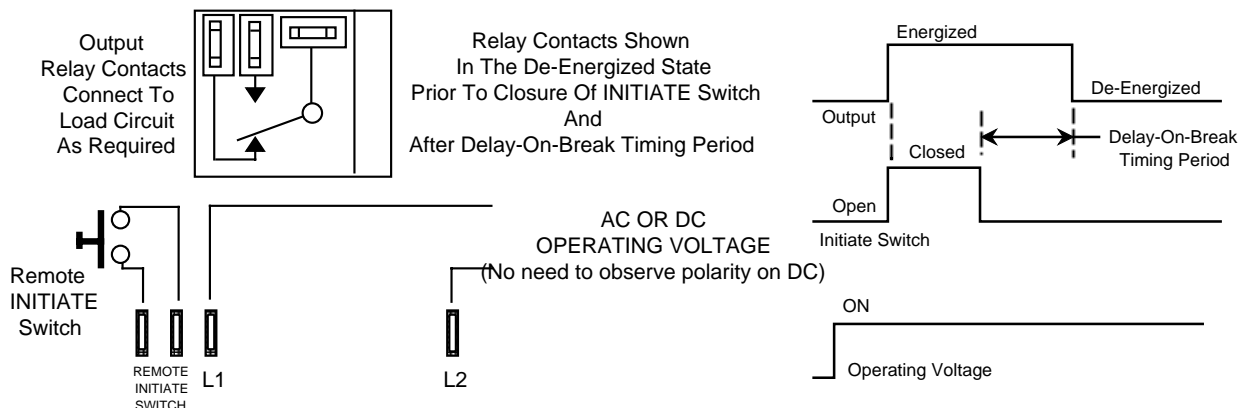 Output
Relay Contacts
Connect To
Load Circuit
As Required
Relay Contacts Shown
In The De-Energized State
Prior To Closure Of INITIATE Switch
And
After Delay-On-Break Timing Period
Energized
De-Energized
Output
Delay-On-Break
Timing Period
Closed
Open
Initiate Switch
Remote
INITIATE
Switch
AC OR DC
OPERATING VOLTAGE
(No need to observe polarity on DC)
REMOTE
INITIATE
SWITCH
L1
L2
ON
Operating Voltage